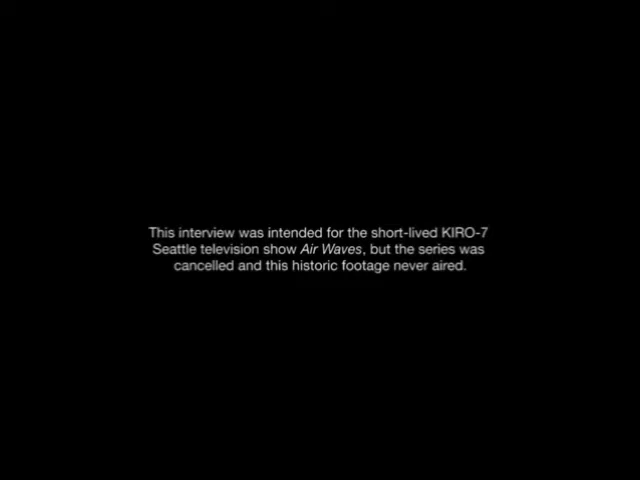 This interview was intended for the short-lived KIRO-7
Seattle television show Air Waves, but the series was
cancelled and this historic footage never aired.